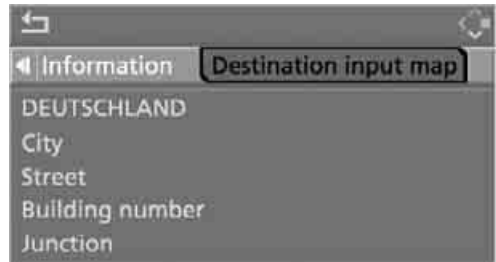 Information Destination input map
DEUTSCHLAND
City
Street
Building number
Junction